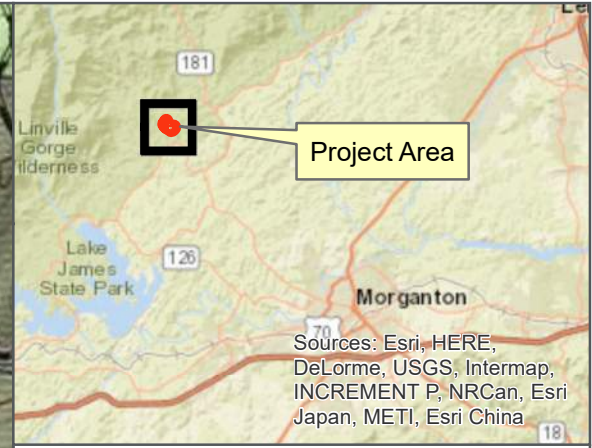 Le
181
Linville
Gorge
ilderness
Project Area
Lake
James
State Park
126
Morganton
70
Sources: Esri, HERE,
DeLorme, USGS, Intermap,
INCREMENT P, NRCan, Esri
Japan, METI, Esri China
18